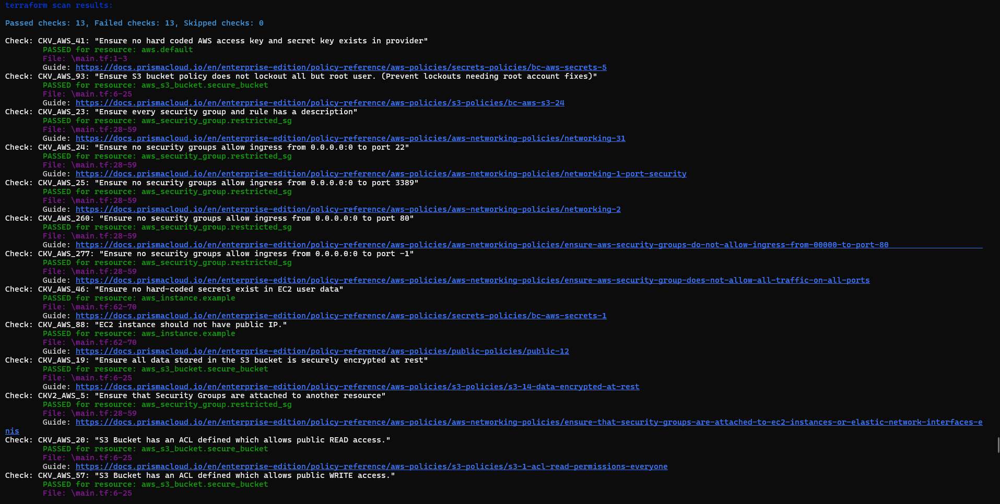 terraform scan results:
Passed checks: 13, Failed checks: 13, Skipped checks: 0
Check: CKV_AWS_41: "Ensure no hard coded AWS access key and secret key exists in provider"
PASSED for resource: aws.default
File: \main.tf:1-3
Guide: https://docs.prismacloud.io/en/enterprise-edition/policy-reference/aws-policies/secrets-policies/bc-aws-secrets-5
Check: CKV_AWS_93: "Ensure S3 bucket policy does not lockout all but root user. (Prevent lockouts needing root account fixes)"
PASSED for resource: aws_s3_bucket.secure_bucket
File: \main.tf:6-25
Guide: https://docs.prismacloud.io/en/enterprise-edition/policy-reference/aws-policies/s3-policies/bc-aws-s3-24
Check: CKV_AWS_23: "Ensure every security group and rule has a description"
PASSED for resource: aws_security_group.restricted_sg
File: \main.tf:28-59
Guide: https://docs.prismacloud.io/en/enterprise-edition/policy-reference/aws-policies/aws-networking-policies/networking-31
Check: CKV_AWS_24: "Ensure no security groups allow ingress from 0.0.0.0:0 to port 22"
PASSED for resource: aws_security_group.restricted_sg
File: \main.tf:28-59
Guide: https://docs.prismacloud.io/en/enterprise-edition/policy-reference/aws-policies/aws-networking-policies/networking-1-port-security
Check: CKV_AWS_25: "Ensure no security groups allow ingress from 0.0.0.0:0 to port 3389"
PASSED for resource: aws_security_group.restricted_sg
File: \main.tf:28-59
Guide: https://docs.prismacloud.io/en/enterprise-edition/policy-reference/aws-policies/aws-networking-policies/networking-2
Check: CKV_AWS_260: "Ensure no security groups allow ingress from 0.0.0.0:0 to port 80"
PASSED for resource: aws_security_group.restricted_sg
File: \main.tf:28-59
Guide: https://docs.prismacloud.io/en/enterprise-edition/policy-reference/aws-policies/aws-networking-policies/ensure-aws-security-groups-do-not-allow-ingress-from-00000-to-port-80
Check: CKV_AWS_277: "Ensure no security groups allow ingress from 0.0.0.0:0 to port -1"
PASSED for resource: aws_security_group.restricted_sg
File: \main.tf:28-59
Guide: https://docs.prismacloud.io/en/enterprise-edition/policy-reference/aws-policies/aws-networking-policies/ensure-aws-security-group-does-not-allow-all-traffic-on-all-ports
Check: CKV_AWS_46: "Ensure no hard-coded secrets exist in EC2 user data"
PASSED for resource: aws_instance.example
File: \main.tf:62-70
Guide: https://docs.prismacloud.io/en/enterprise-edition/policy-reference/aws-policies/secrets-policies/bc-aws-secrets-1
Check: CKV_AWS_88: "EC2 instance should not have public IP."
PASSED for resource: aws_instance.example
File: \main.tf:62-70
Guide: https://docs.prismacloud.io/en/enterprise-edition/policy-reference/aws-policies/public-policies/public-12
Check: CKV_AWS_19: "Ensure all data stored in the S3 bucket is securely encrypted at rest"
PASSED for resource: aws_s3_bucket.secure_bucket
File: \main.tf:6-25
Guide: https://docs.prismacloud.io/en/enterprise-edition/policy-reference/aws-policies/s3-policies/s3-14-data-encrypted-at-rest
Check: CKV2_AWS_5: "Ensure that Security Groups are attached to another resource"
PASSED for resource: aws_security_group.restricted_sg
File: \main.tf:28-59
Guide: https://docs.prismacloud.io/en/enterprise-edition/policy-reference/aws-policies/aws-networking-policies/ensure-that-security-groups-are-attached-to-ec2-instances-or-elastic-network-interfaces-e
nis
Check: CKV_AWS_20: "S3 Bucket has an ACL defined which allows public READ access."
PASSED for resource: aws_s3_bucket.secure_bucket
File: \main.tf:6-25
Guide: https://docs.prismacloud.io/en/enterprise-edition/policy-reference/aws-policies/s3-policies/s3-1-acl-read-permissions-everyone
Check: CKV_AWS_57: "S3 Bucket has an ACL defined which allows public WRITE access."
PASSED for resource: aws_s3_bucket.secure_bucket
File: \main.tf:6-25